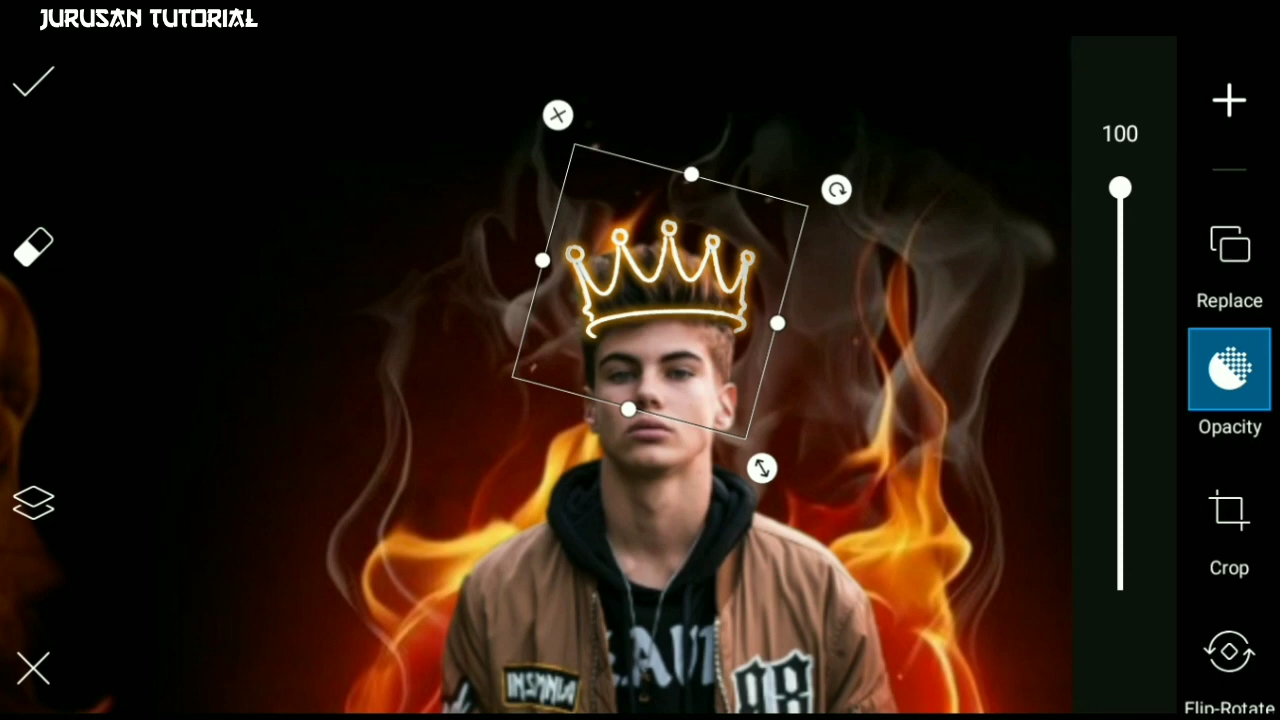 JURUSAN TUTORIAL
100
Replace
Opacity
Crop
Flip-Rotate
INSMNIA
98